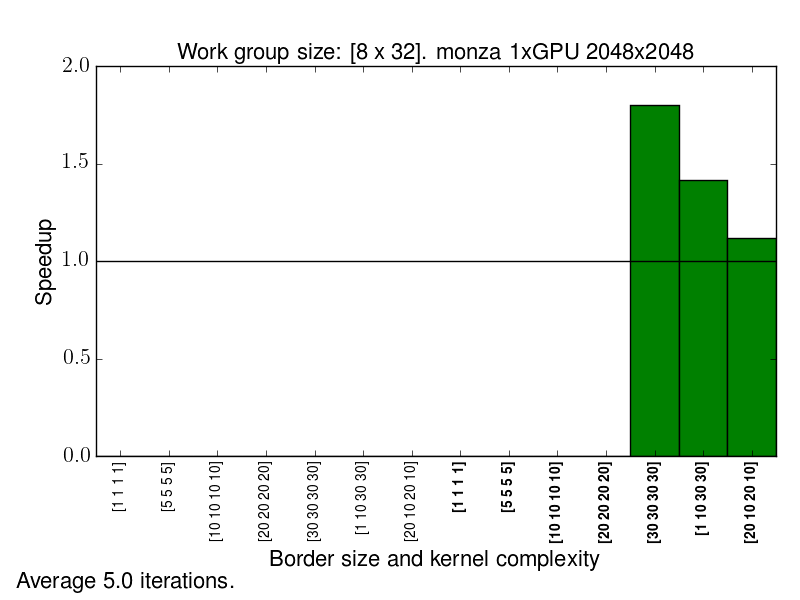 Work group size: [8 x 32]. monza 1xGPU 2048x2048
2.0
1.5
1.0
0.5
0.0
Speedup
[1 1 1 1]
[5 5 5 5]
[10 10 10 10]
[20 20 20 20]
[30 30 30 30]
[1 10 30 30]
[20 10 20 10]
[1 1 1 1]
[5 5 5 5]
[10 10 10 10]
[20 20 20 20]
[30 30 30 30]
[1 10 30 30]
[20 10 20 10]
Border size and kernel complexity
Average 5.0 iterations.